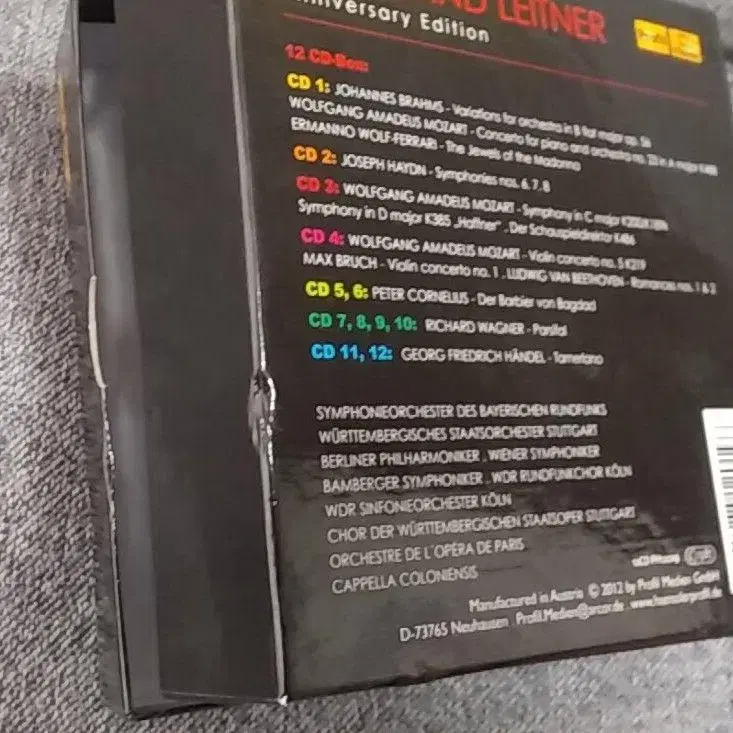 LEITNER
Anniversary Edition
12 CD-Box:
CD 1: JOHANNES BRAHMS - Variations for orchestra in B flat major op. 56
WOLFGANG AMADEUS MOZART - Concerto for piano and orchestra no. 23 in A major K488
ERMANNO WOLF-FERRARI - The Jewels of the Madonna
CD 2: JOSEPH HAYDN - Symphonies nos. 6, 7, 8
CD 3: WOLFGANG AMADEUS MOZART - Symphony in C major
Symphony in D major K385 „Haffner“ . Der Schauspieldirektor K486
CD 4: WOLFGANG AMADEUS MOZART - Violin concerto no. 5 K219
MAX BRUCH - Violin concerto no. 1 . LUDWIG VAN BEETHOVEN - Romances nos. 1 & 2
CD 5, 6: PETER CORNELIUS - Der Barbier von Bagdad
CD 7, 8, 9, 10: RICHARD WAGNER - Parsifal
CD 11, 12: GEORG FRIEDRICH HÄNDEL - Tamerlano
SYMPHONIEORCHESTER DES BAYERISCHEN RUNDFUNKS
WÜRTTEMBERGISCHES STAATSORCHESTER STUTTGART
BERLINER PHILHARMONIKER . WIENER SYMPHONIKER
BAMBERGER SYMPHONIKER . WDR RUNDFUNKCHOR KÖLN
WDR SINFONIEORCHESTER KÖLN
CHOR DER WÜRTTEMBERGISCHEN STAATSOPER STUTTGART
ORCHESTRE DE L'OPÉRA DE PARIS
CAPPELLA COLONIENSIS
Manufactured in Austria © 2012 by Profil Medien GmbH
D-73765 Neuhausen . Profil.Medien@arcor.de . www.haensslerprofil.de